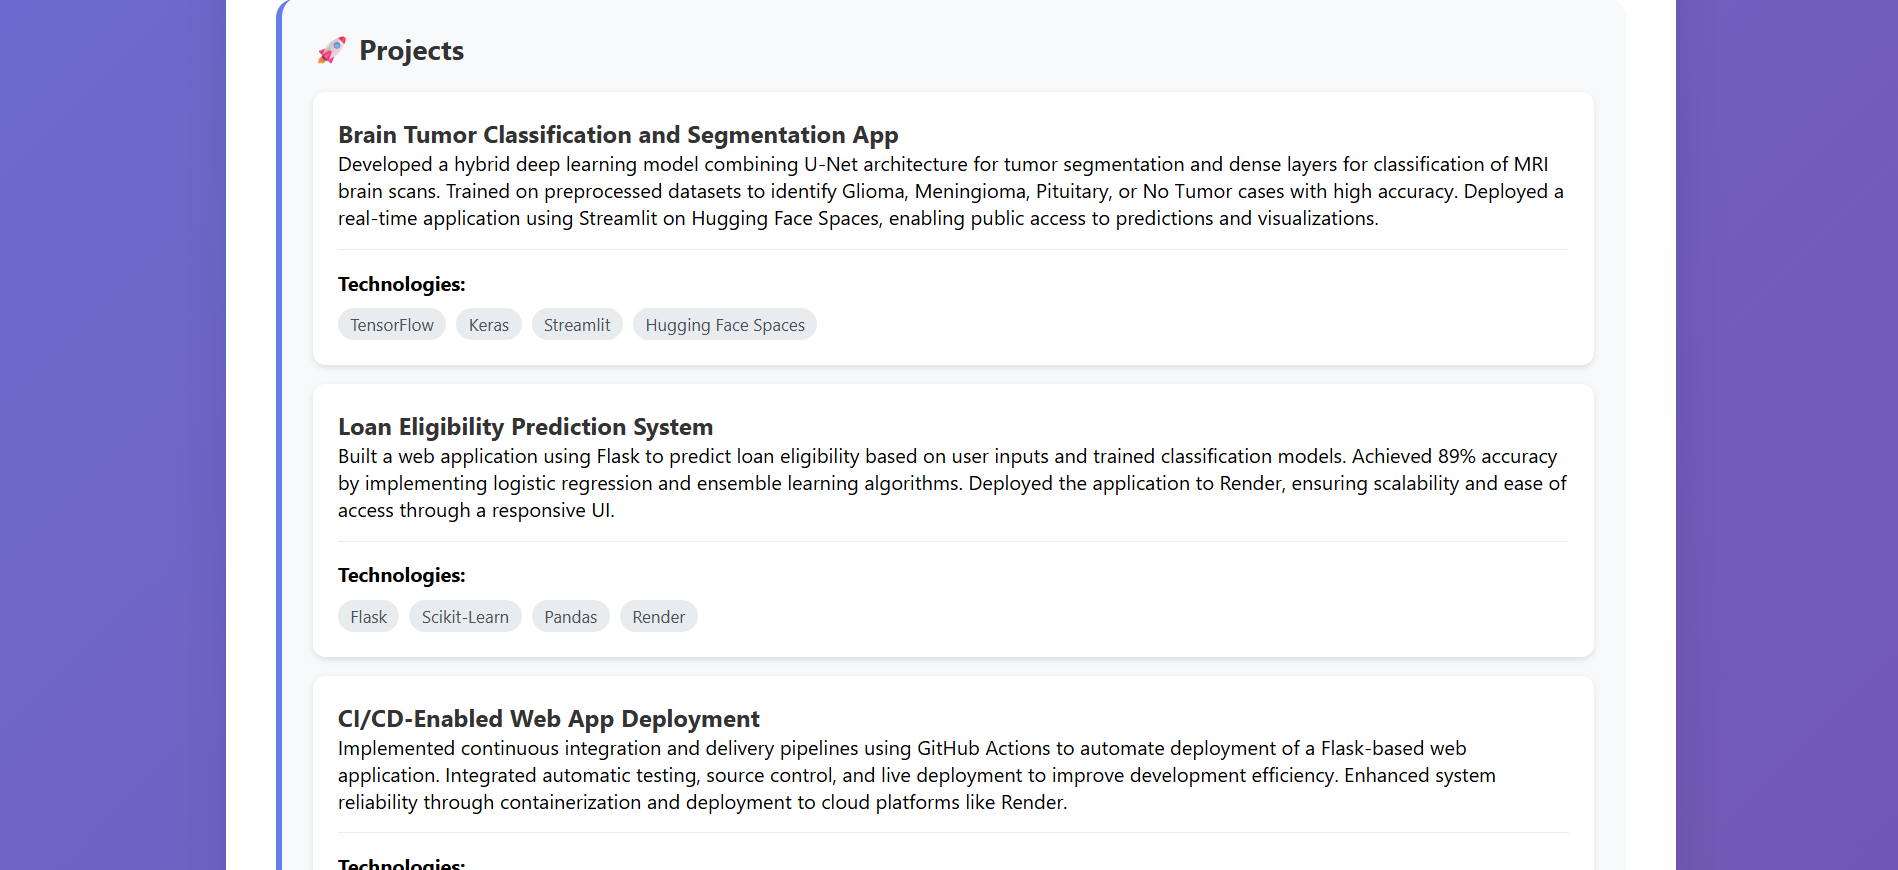 🚀 Projects
Brain Tumor Classification and Segmentation App
Developed a hybrid deep learning model combining U-Net architecture for tumor segmentation and dense layers for classification of MRI
brain scans. Trained on preprocessed datasets to identify Glioma, Meningioma, Pituitary, or No Tumor cases with high accuracy. Deployed a
real-time application using Streamlit on Hugging Face Spaces, enabling public access to predictions and visualizations.
Technologies:
TensorFlow Keras Streamlit Hugging Face Spaces
Loan Eligibility Prediction System
Built a web application using Flask to predict loan eligibility based on user inputs and trained classification models. Achieved 89% accuracy
by implementing logistic regression and ensemble learning algorithms. Deployed the application to Render, ensuring scalability and ease of
access through a responsive UI.
Technologies:
Flask Scikit-Learn Pandas Render
CI/CD-Enabled Web App Deployment
Implemented continuous integration and delivery pipelines using GitHub Actions to automate deployment of a Flask-based web
application. Integrated automatic testing, source control, and live deployment to improve development efficiency. Enhanced system
reliability through containerization and deployment to cloud platforms like Render.
Technologies: